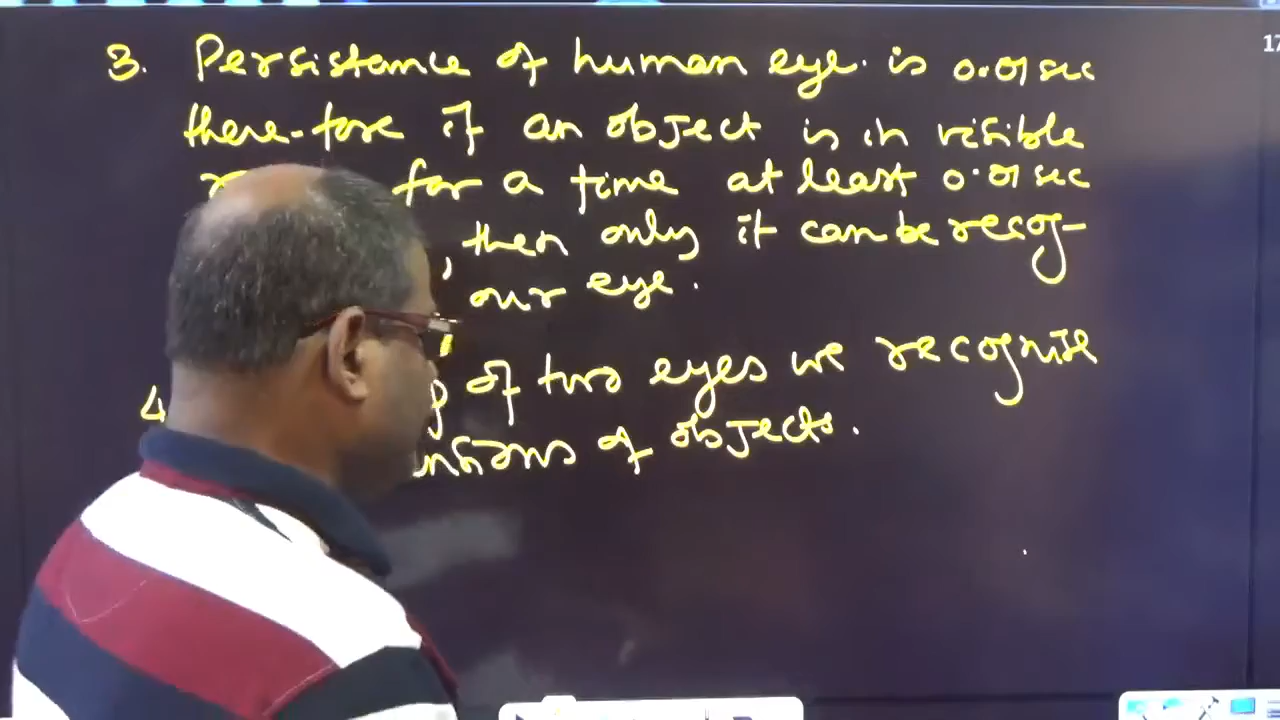 3. Persistance of human eye. is 0.01 sec
there-fore if an object is in visible
for a time at least 0.01 sec
, then only it can be recog-
our eye.
4 of two eyes we recognise
of objects.